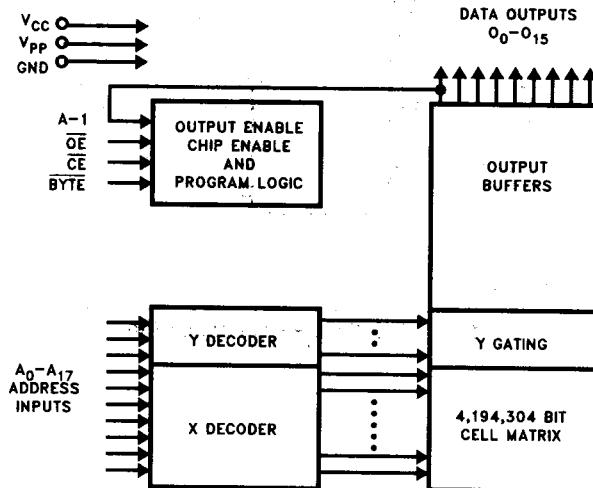 VCC
VPP
GND
DATA OUTPUTS
O0–O15
A-1
OE
CE
BYTE
OUTPUT ENABLE
CHIP ENABLE
AND
PROGRAM LOGIC
OUTPUT
BUFFERS
A0–A17
ADDRESS
INPUTS
Y DECODER
X DECODER
Y GATING
4,194,304 BIT
CELL MATRIX